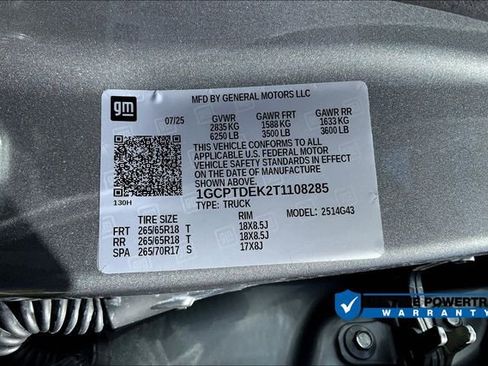 gm
MFD BY GENERAL MOTORS LLC
07/25 GVWR GAWR FRT GAWR RR
2835 KG 1588 KG 1633 KG
6250 LB 3500 LB 3600 LB
THIS VEHICLE CONFORMS TO ALL
APPLICABLE U.S. FEDERAL MOTOR
VEHICLE SAFETY STANDARDS IN EFFECT
ON THE DATE OF MANUFACTURE
SHOWN ABOVE.
1GCPTDEK2T1108285
TYPE: TRUCK MODEL: 2514G43
130H
TIRE SIZE RIM
FRT 265/65R18 T 18X8.5J
RR 265/65R18 T 18X8.5J
SPA 265/70R17 S 17X8J
POWERTR
WARRANTY